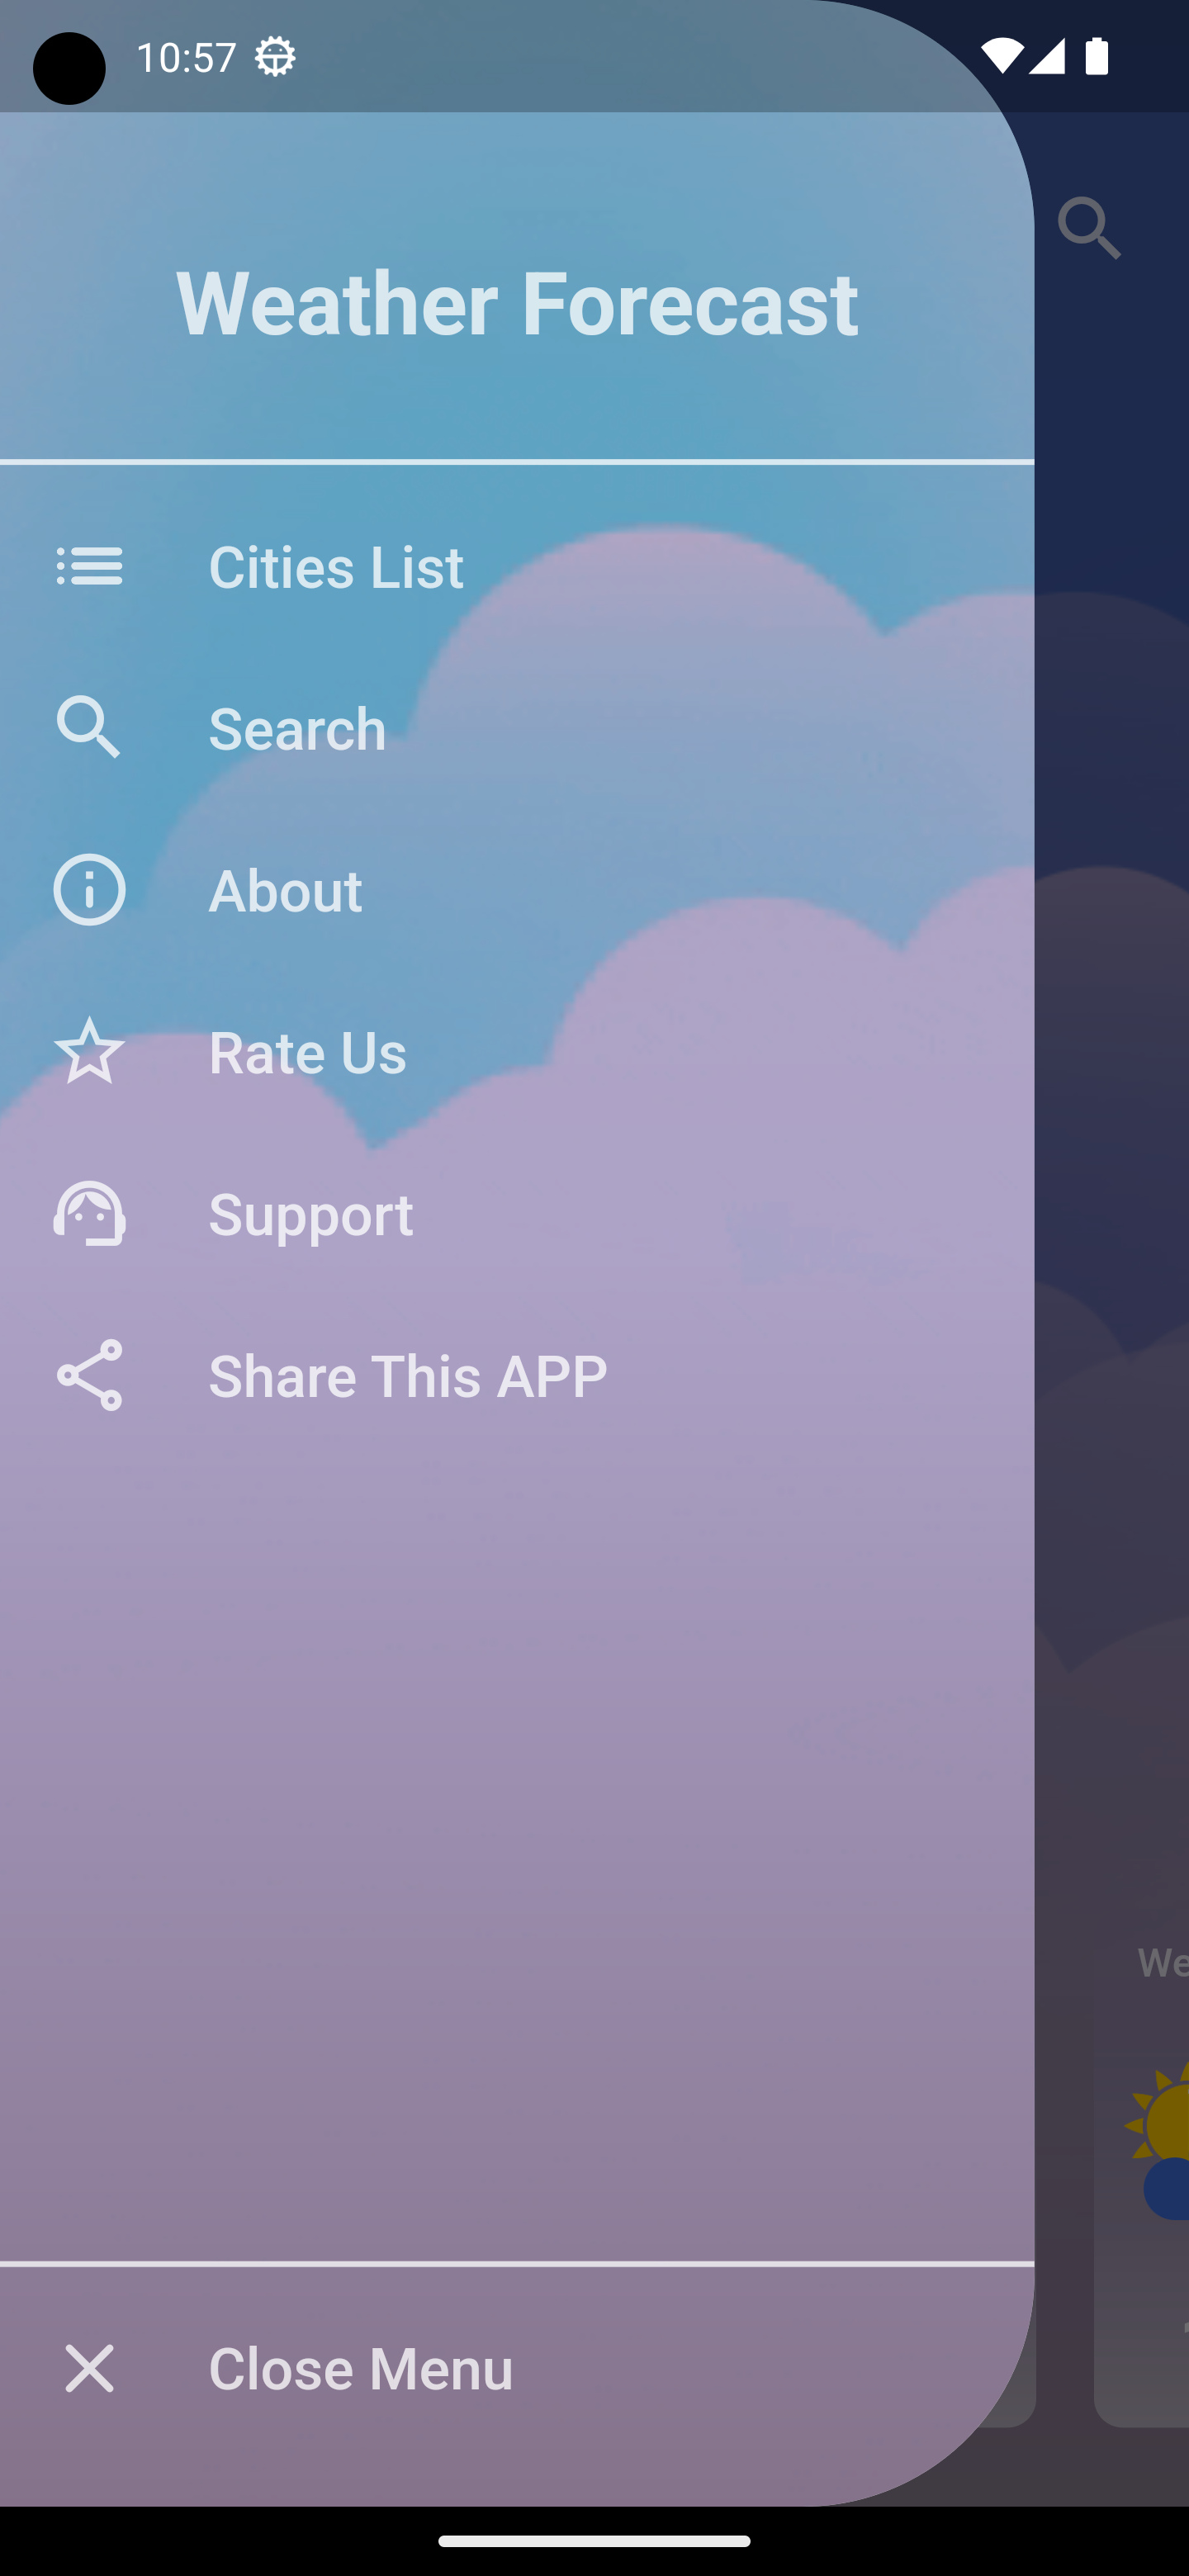 10:57
Weather Forecast
Cities List
Search
About
Rate Us
Support
Share This APP
We
Close Menu